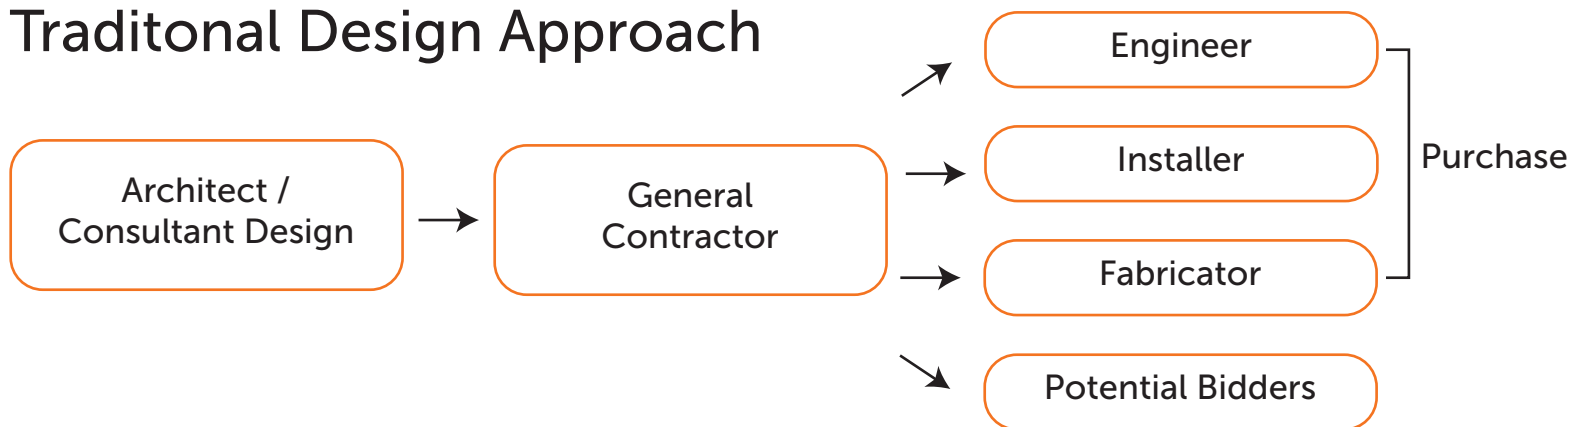 Traditonal Design Approach
Architect /
Consultant Design
General
Contractor
Engineer
Installer
Fabricator
Potential Bidders
Purchase